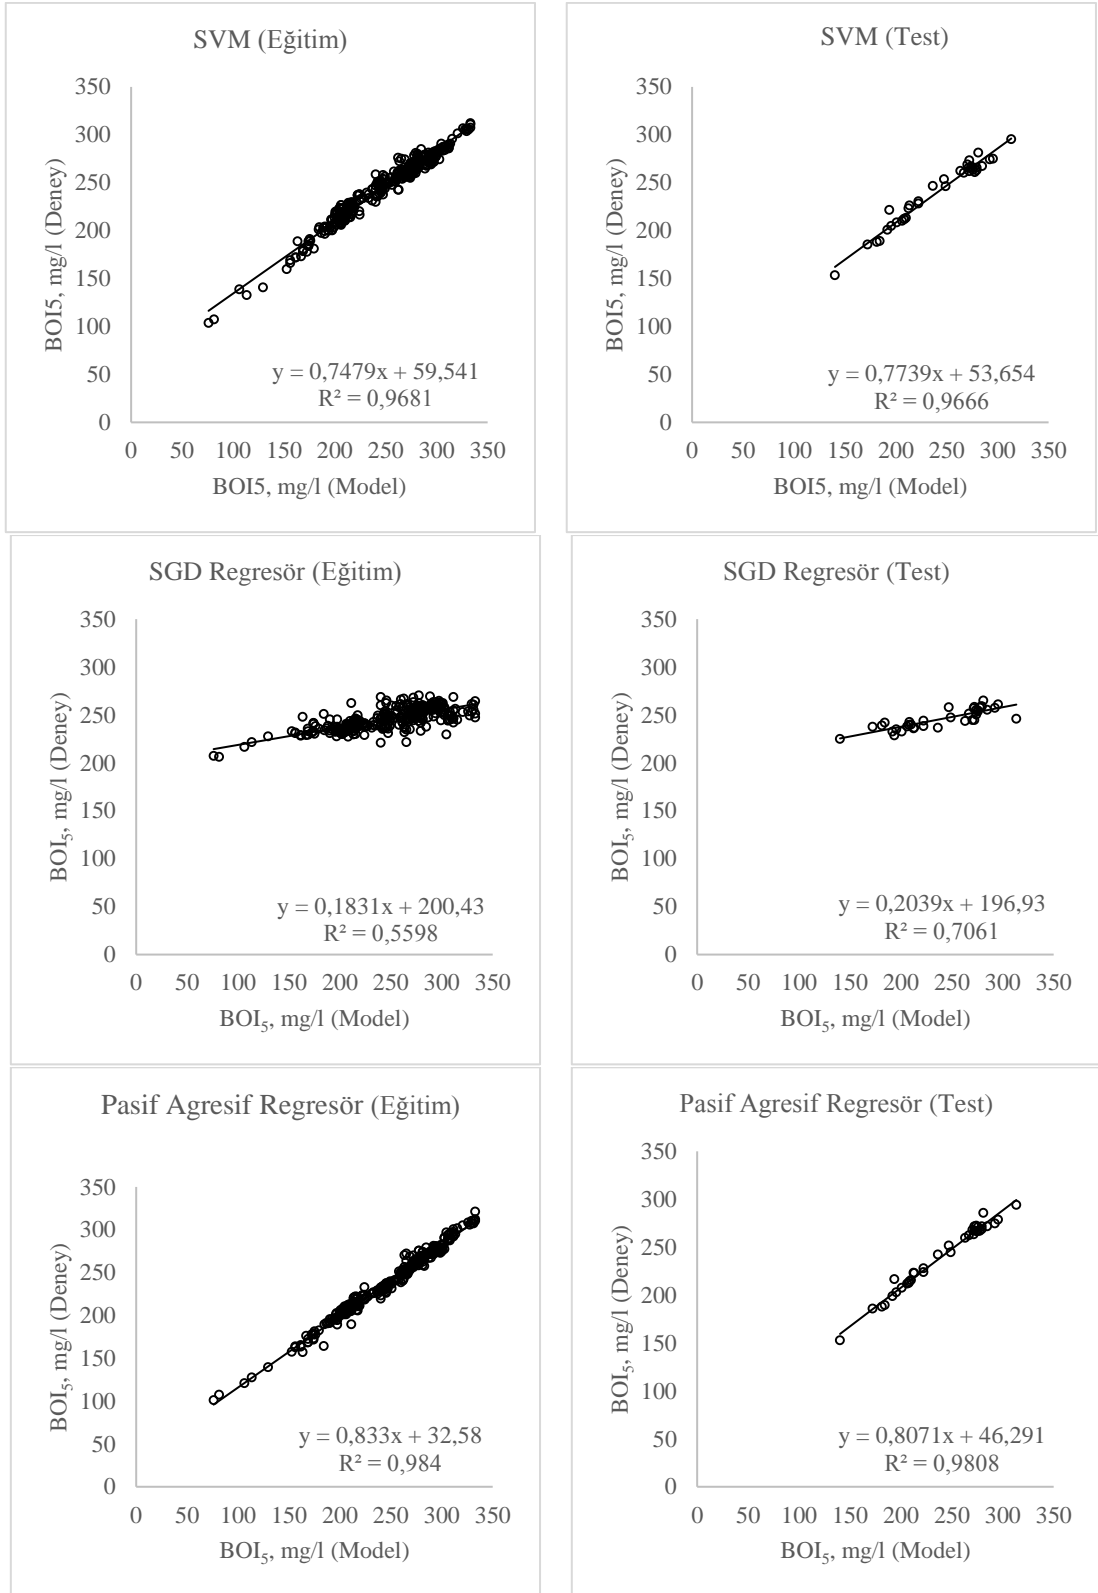 SVM (Eğitim)
350
300
250
200
150
100
50
0
BOI5, mg/l (Deney)
y = 0,7479x + 59,541
R² = 0,9681
0 50 100 150 200 250 300 350
BOI5, mg/l (Model)
SVM (Test)
350
300
250
200
150
100
50
0
BOI5, mg/l (Deney)
y = 0,7739x + 53,654
R² = 0,9666
0 50 100 150 200 250 300 350
BOI5, mg/l (Model)
SGD Regresör (Eğitim)
350
300
250
200
150
100
50
0
BOI₅, mg/l (Deney)
y = 0,1831x + 200,43
R² = 0,5598
0 50 100 150 200 250 300 350
BOI₅, mg/l (Model)
SGD Regresör (Test)
350
300
250
200
150
100
50
0
BOI₅, mg/l (Deney)
y = 0,2039x + 196,93
R² = 0,7061
0 50 100 150 200 250 300 350
BOI₅, mg/l (Model)
Pasif Agresif Regresör (Eğitim)
350
300
250
200
150
100
50
0
BOI₅, mg/l (Deney)
y = 0,833x + 32,58
R² = 0,984
0 50 100 150 200 250 300 350
BOI₅, mg/l (Model)
Pasif Agresif Regresör (Test)
350
300
250
200
150
100
50
0
BOI₅, mg/l (Deney)
y = 0,8071x + 46,291
R² = 0,9808
0 50 100 150 200 250 300 350
BOI₅, mg/l (Model)